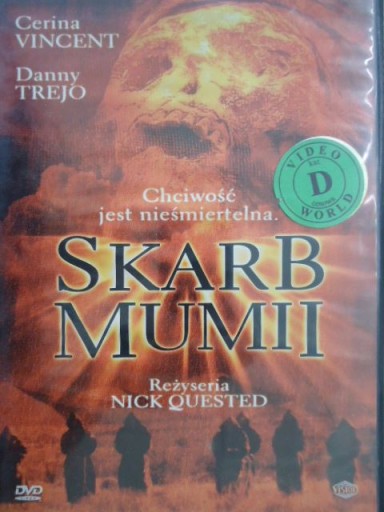 Cerina
VINCENT
Danny
TREJO
VIDEO
D
WORLD
Chciwość
jest nieśmiertelna.
SKARB
MUMII
Reżyseria
NICK QUESTED
DVD